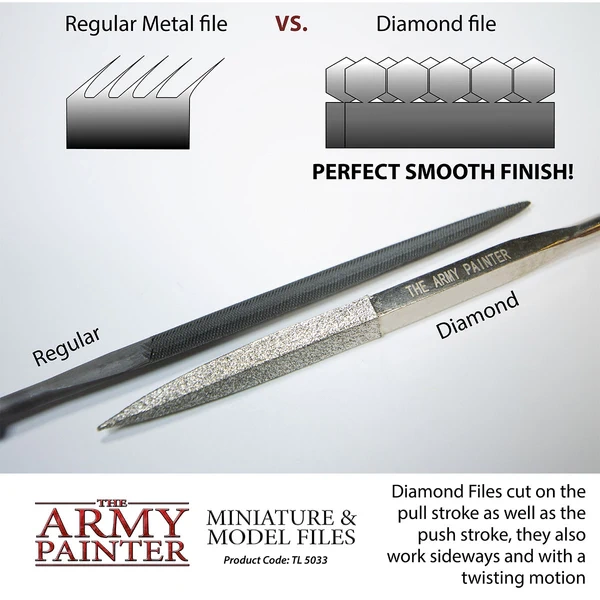 Regular Metal file VS. Diamond file
PERFECT SMOOTH FINISH!
THE ARMY PAINTER
Regular
Diamond
THE
ARMY
PAINTER
MINIATURE &
MODEL FILES
Product Code: TL 5033
Diamond Files cut on the
pull stroke as well as the
push stroke, they also
work sideways and with a
twisting motion